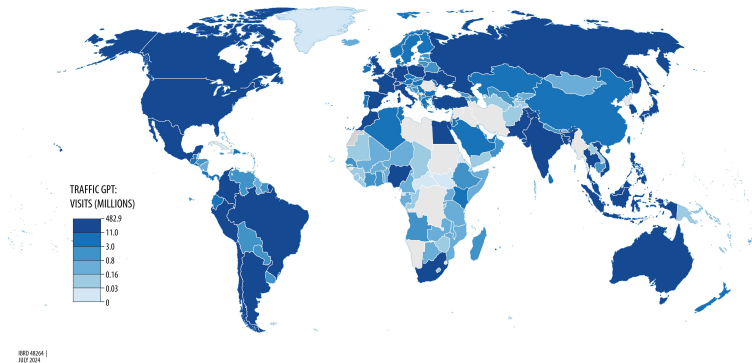 TRAFFIC GPT:
VISITS (MILLIONS)
482.9
11.0
3.0
0.8
0.16
0.03
0
IBRD 48264 |
JULY 2024